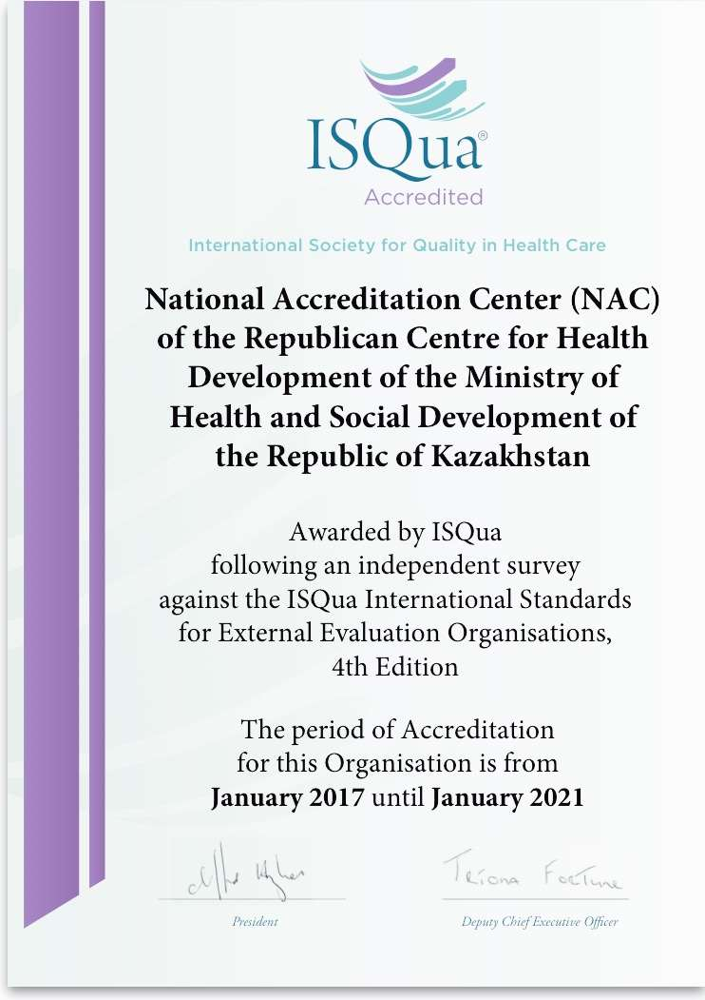 ISQua®
Accredited
International Society for Quality in Health Care
National Accreditation Center (NAC)
of the Republican Centre for Health
Development of the Ministry of
Health and Social Development of
the Republic of Kazakhstan
Awarded by ISQua
following an independent survey
against the ISQua International Standards
for External Evaluation Organisations,
4th Edition
The period of Accreditation
for this Organisation is from
January 2017 until January 2021
Triona Fortune
President
Deputy Chief Executive Officer